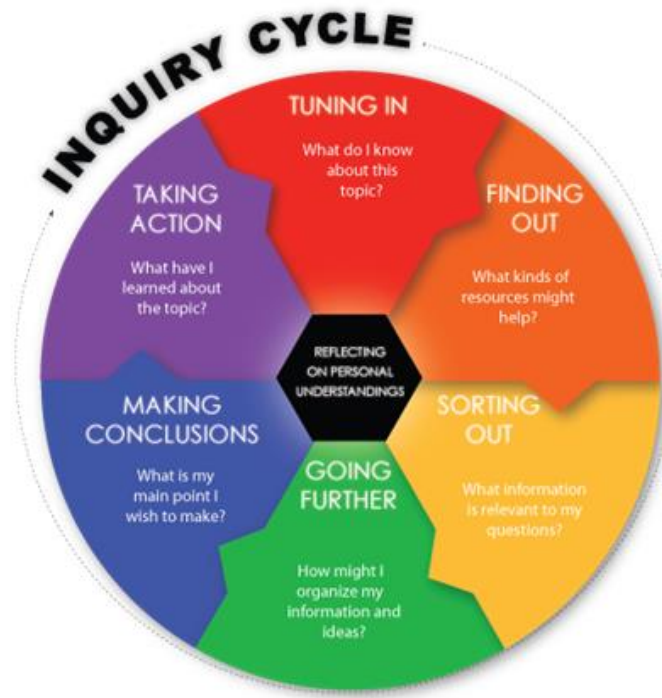 INQUIRY CYCLE
TUNING IN
What do I know
about this
topic?
FINDING
OUT
What kinds of
resources might
help?
SORTING
OUT
What information
is relevant to my
questions?
GOING
FURTHER
How might I
organize my
information and
ideas?
MAKING
CONCLUSIONS
What is my
main point I
wish to make?
TAKING
ACTION
What have I
learned about
the topic?
REFLECTING
ON PERSONAL
UNDERSTANDINGS